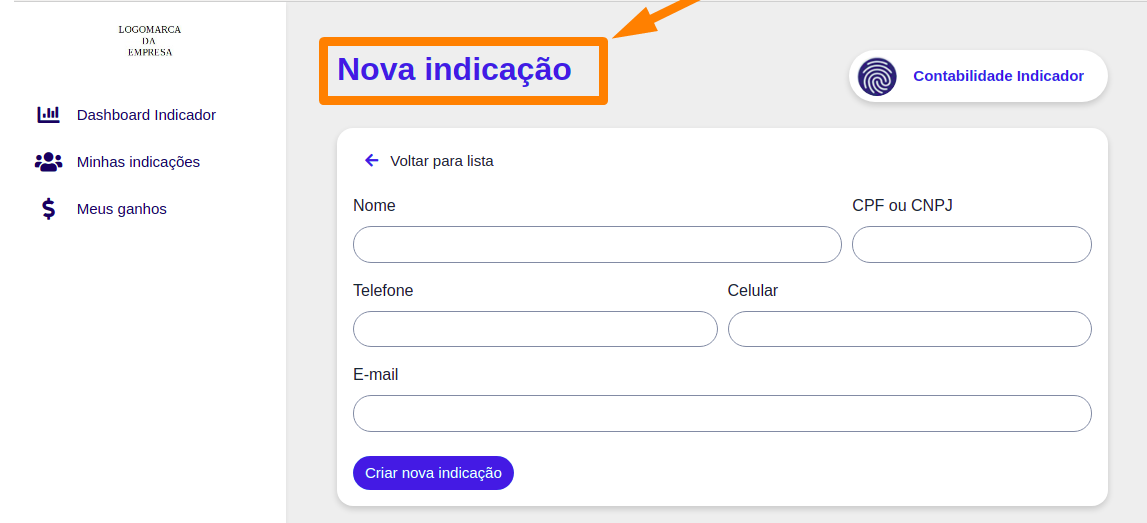 LOGOMARCA
DA
EMPRESA
Dashboard Indicador
Minhas indicações
Meus ganhos
Nova indicação
Contabilidade Indicador
Voltar para lista
Nome
CPF ou CNPJ
Telefone
Celular
E-mail
Criar nova indicação